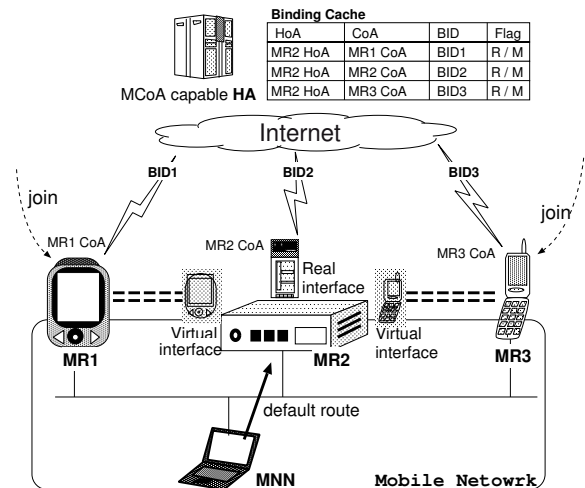 Binding Cache
HoA CoA BID Flag
MR2 HoA MR1 CoA BID1 R / M
MR2 HoA MR2 CoA BID2 R / M
MR2 HoA MR3 CoA BID3 R / M
MCoA capable HA
Internet
BID1 BID2 BID3
join
join
MR1 CoA
MR2 CoA
MR3 CoA
Real
interface
Virtual
interface
Virtual
interface
MR1
MR2
MR3
default route
MNN
Mobile Netowrk